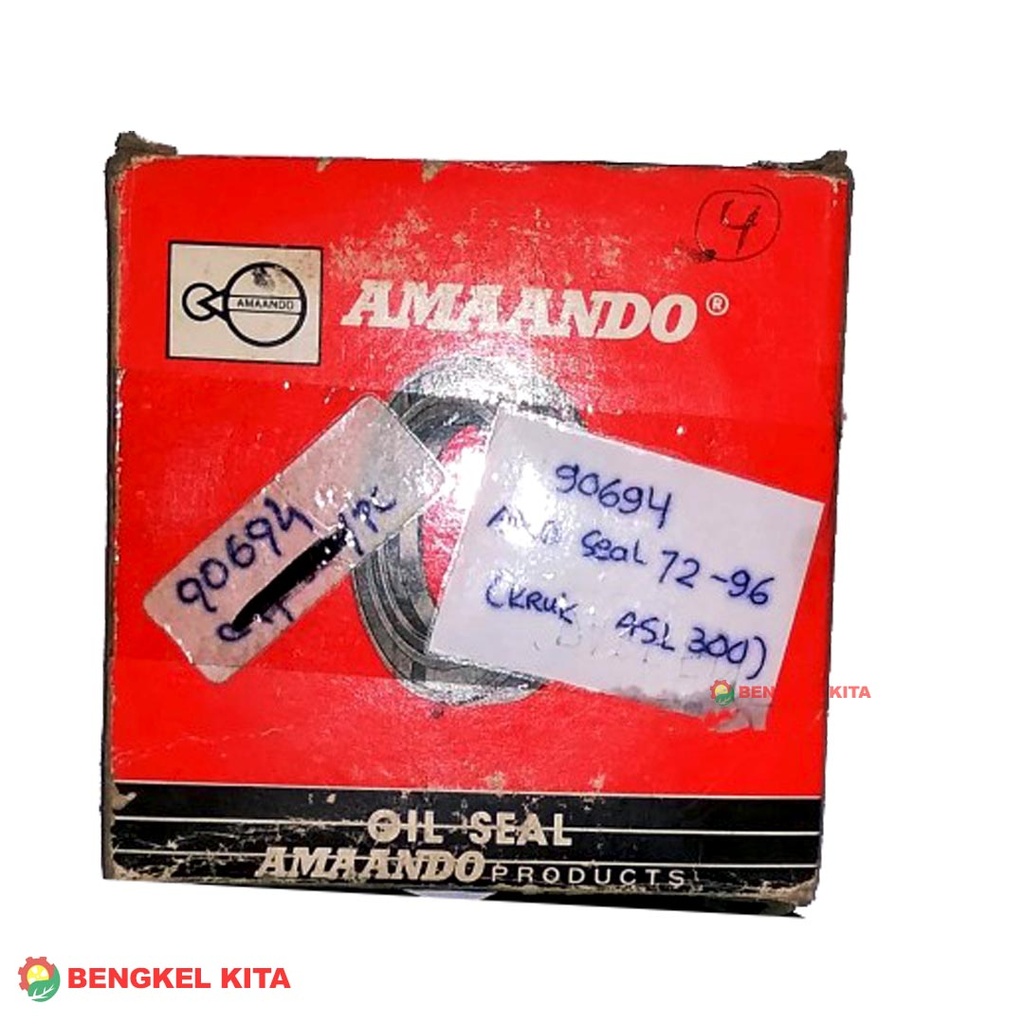 4
AMAANDO
AMAANDO®
90694
90694
Seal 72-96
(KRUK ASL 300)
BENGKEL KITA
OIL SEAL
AMAANDO PRODUCTS
BENGKEL KITA